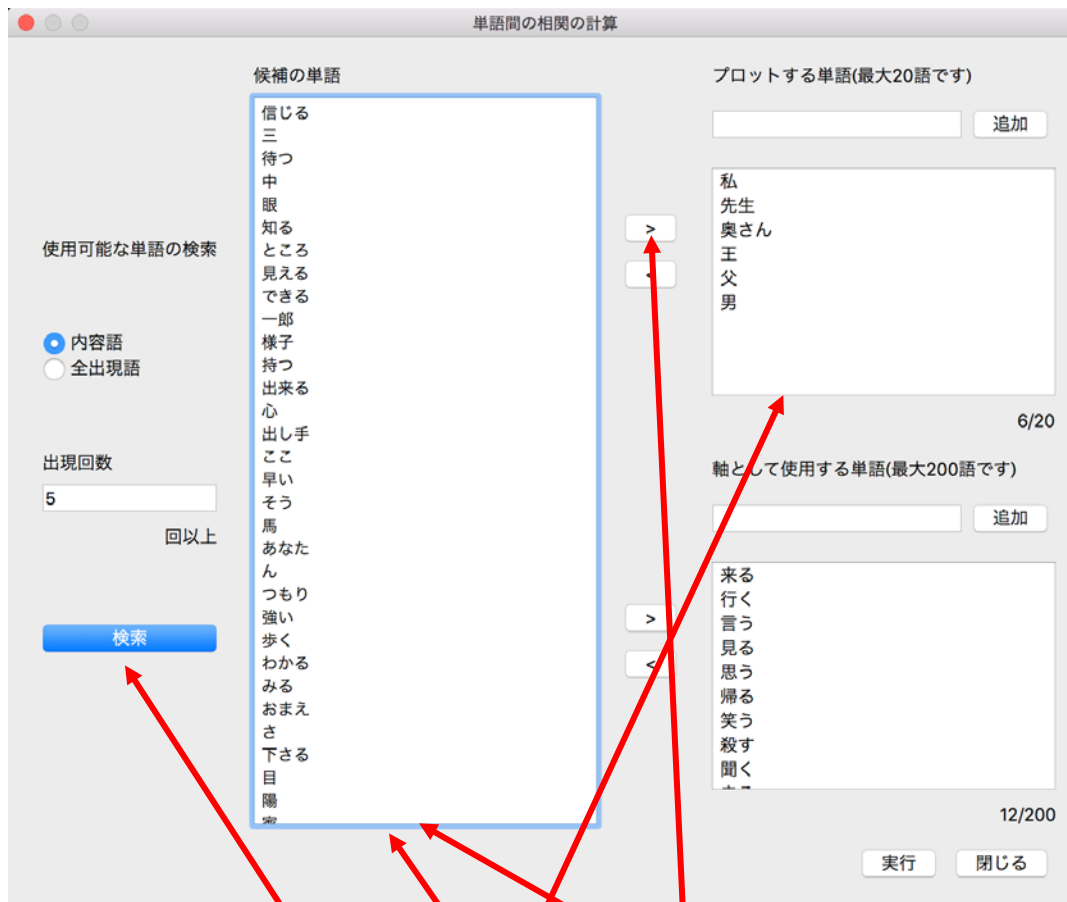 単語間の相関の計算
候補の単語
信じる
三
待つ
中
眼
知る
ところ
見える
できる
一郎
様子
持つ
出来る
心
出し手
ここ
早い
そう
馬
あなた
ん
つもり
強い
歩く
わかる
みる
おまえ
さ
下さる
目
陽
使用可能な単語の検索
内容語
全出現語
出現回数
5
回以上
検索
>
<
>
<
プロットする単語(最大20語です)
追加
私
先生
奥さん
王
父
男
6/20
軸として使用する単語(最大200語です)
追加
来る
行く
言う
見る
思う
帰る
笑う
殺す
聞く
12/200
実行
閉じる